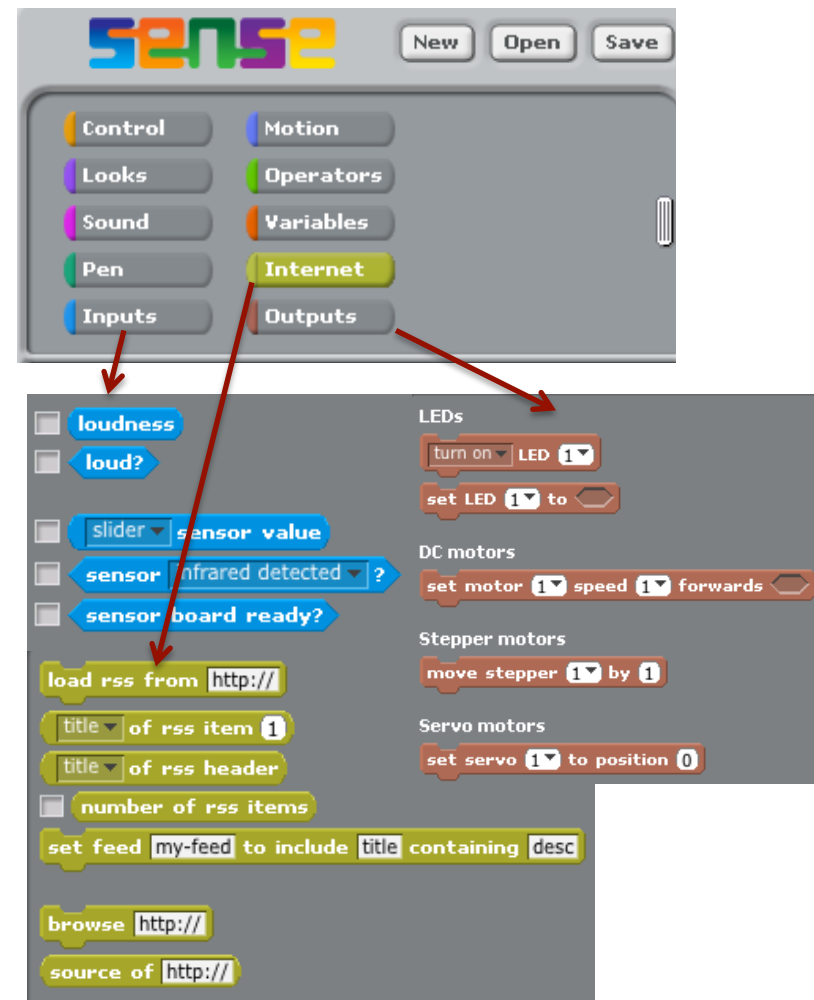 sense New Open Save
Control Motion
Looks Operators
Sound Variables
Pen Internet
Inputs Outputs
loudness
loud?
slider sensor value
sensor infrared detected ?
sensor board ready?
load rss from http://
title of rss item 1
title of rss header
number of rss items
set feed my-feed to include title containing desc
browse http://
source of http://
LEDs
turn on LED 1
set LED 1 to
DC motors
set motor 1 speed 1 forwards
Stepper motors
move stepper 1 by 1
Servo motors
set servo 1 to position 0